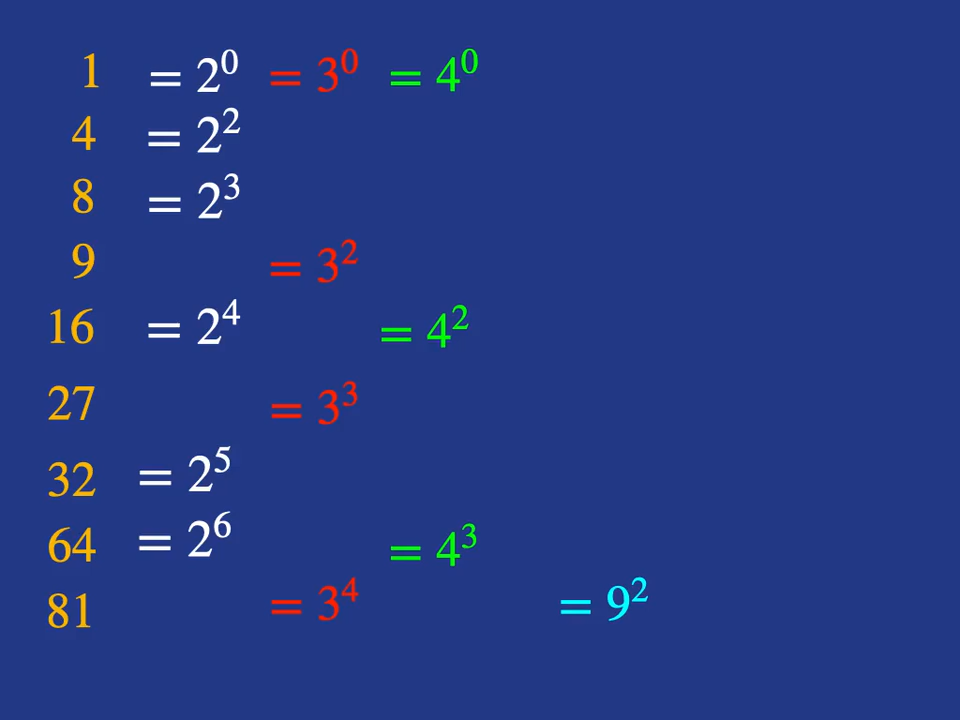 1 = 2⁰ = 3⁰ = 4⁰
4 = 2²
8 = 2³
9 = 3²
16 = 2⁴ = 4²
27 = 3³
32 = 2⁵
64 = 2⁶ = 4³
81 = 3⁴ = 9²